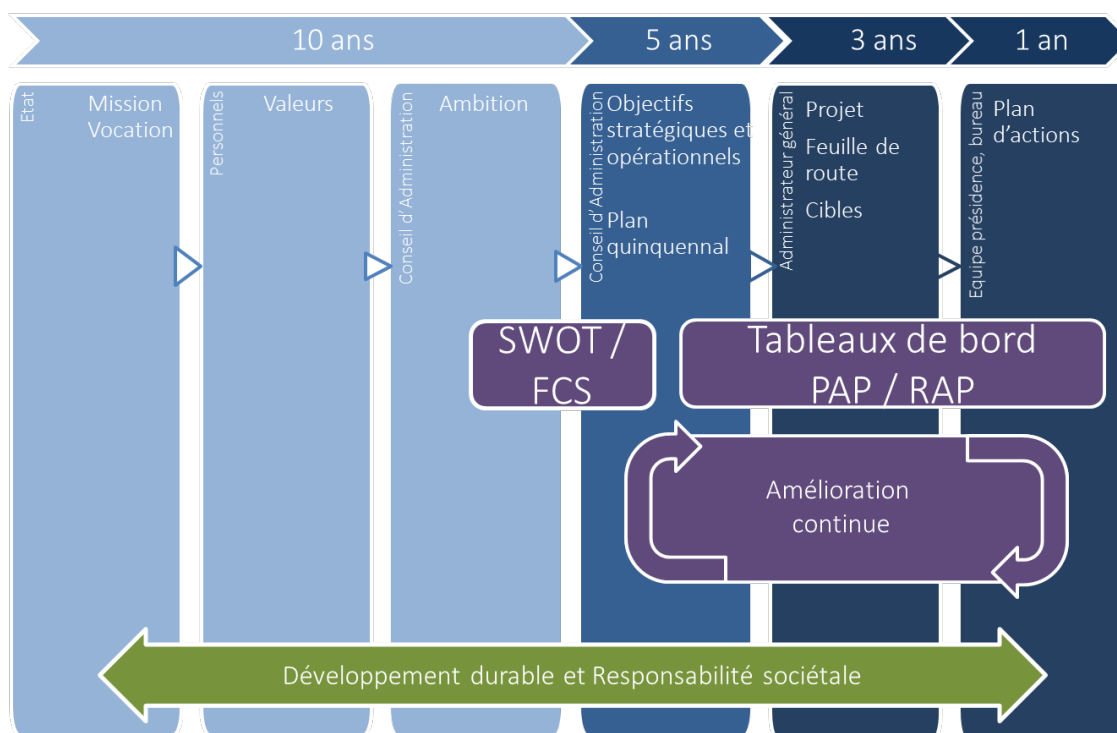 10 ans
5 ans
3 ans
1 an
Etat
Mission
Vocation
Personnels
Valeurs
Conseil d’Administration
Ambition
Conseil d’Administration
Objectifs
stratégiques et
opérationnels
Plan
quinquennal
Administrateur général
Projet
Feuille de
route
Cibles
Equipe présidence, bureau
Plan
d’actions
SWOT /
FCS
Tableaux de bord
PAP / RAP
Amélioration
continue
Développement durable et Responsabilité sociétale